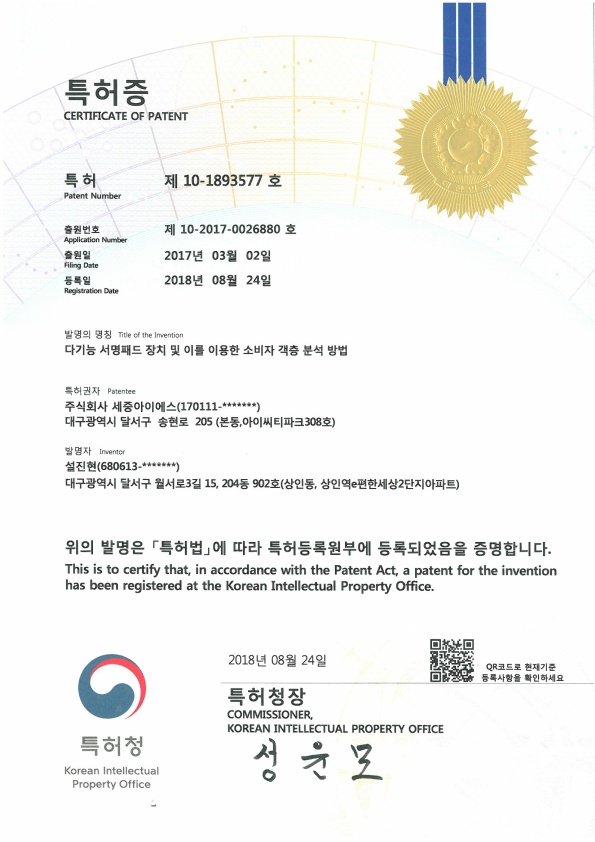 특허증
CERTIFICATE OF PATENT
특허 제 10-1893577 호
Patent Number
출원번호 제 10-2017-0026880 호
Application Number
출원일 2017년 03월 02일
Filing Date
등록일 2018년 08월 24일
Registration Date
발명의 명칭 Title of the Invention
다기능 서명패드 장치 및 이를 이용한 소비자 객층 분석 방법
특허권자 Patentee
주식회사 세중아이에스(170111-*******)
대구광역시 달서구 송현로 205 (본동,아이씨티파크308호)
발명자 Inventor
설진현(680613-*******)
대구광역시 달서구 월서로3길 15, 204동 902호(상인동, 상인역e편한세상2단지아파트)
위의 발명은 「특허법」에 따라 특허등록원부에 등록되었음을 증명합니다.
This is to certify that, in accordance with the Patent Act, a patent for the invention
has been registered at the Korean Intellectual Property Office.
2018년 08월 24일
QR코드로 현재기준
등록사항을 확인하세요
특허청장
COMMISSIONER,
KOREAN INTELLECTUAL PROPERTY OFFICE
성윤모
특허청
Korean Intellectual
Property Office